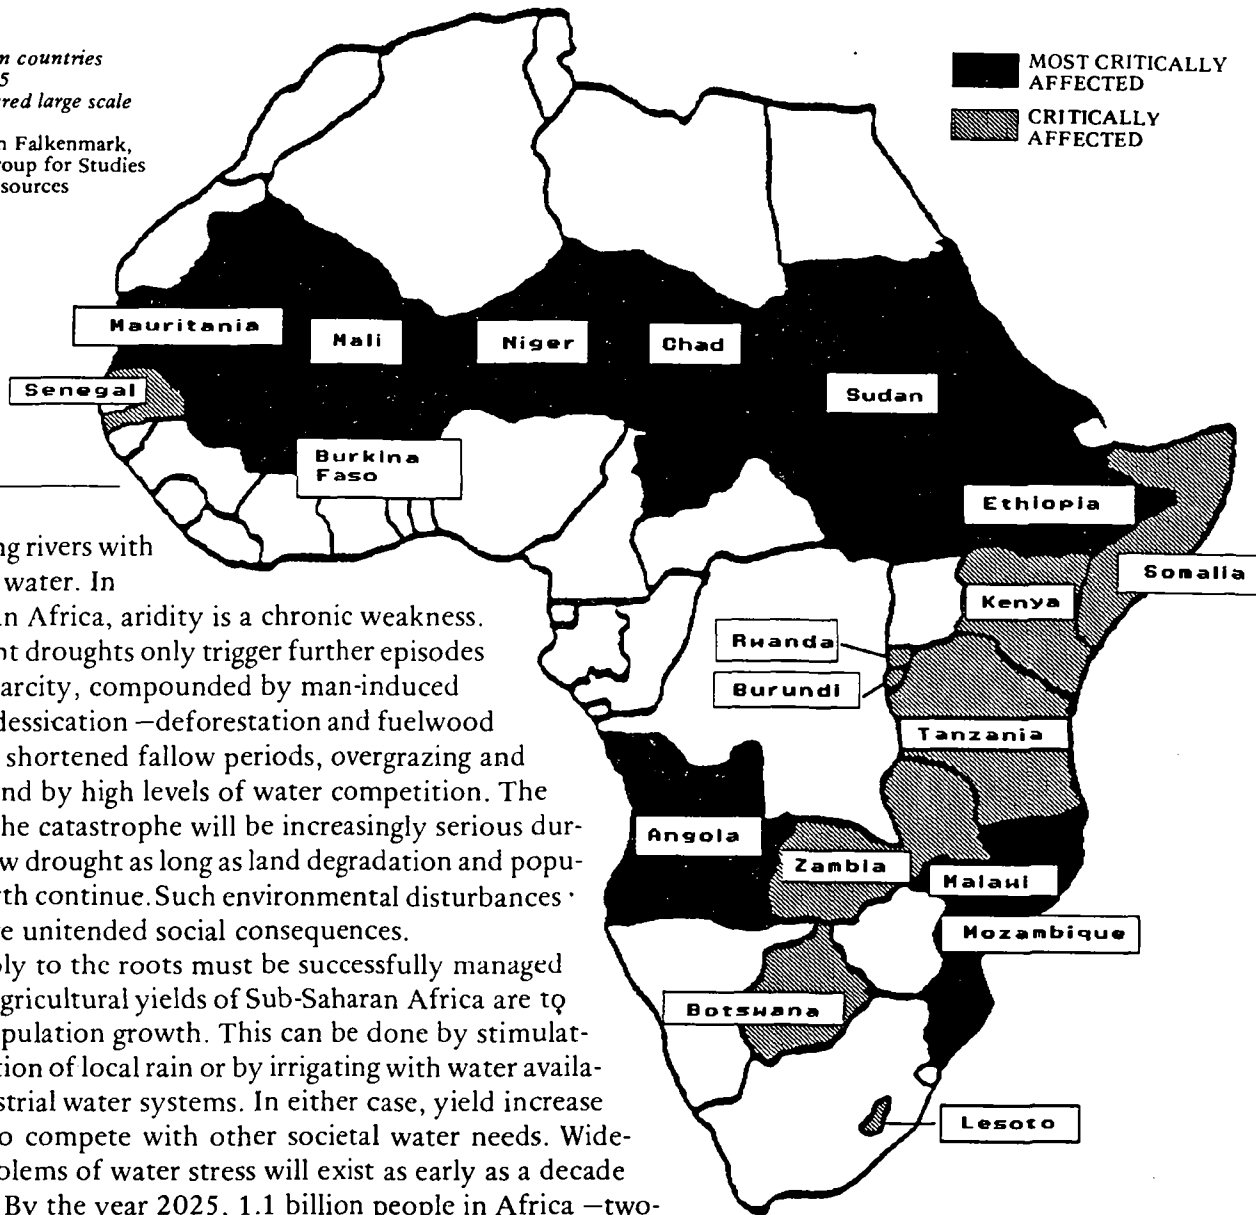 n countries
5
red large scale
n Falkenmark,
roup for Studies
sources
MOST CRITICALLY
AFFECTED
CRITICALLY
AFFECTED
Mauritania
Mali
Niger
Chad
Sudan
Senegal
Burkina
Faso
Ethiopia
Somalia
Kenya
Rwanda
Burundi
Tanzania
Angola
Zambia
Malawi
Mozambique
Botswana
Lesoto
ng rivers with
water. In
an Africa, aridity is a chronic weakness.
nt droughts only trigger further episodes
arcity, compounded by man-induced
dessication —deforestation and fuelwood
shortened fallow periods, overgrazing and
nd by high levels of water competition. The
he catastrophe will be increasingly serious dur-
w drought as long as land degradation and popu-
rth continue. Such environmental disturbances
e unitended social consequences.
ply to the roots must be successfully managed
gricultural yields of Sub-Saharan Africa are to
pulation growth. This can be done by stimulat-
tion of local rain or by irrigating with water availa-
strial water systems. In either case, yield increase
o compete with other societal water needs. Wide-
blems of water stress will exist as early as a decade
By the year 2025, 1.1 billion people in Africa —two-